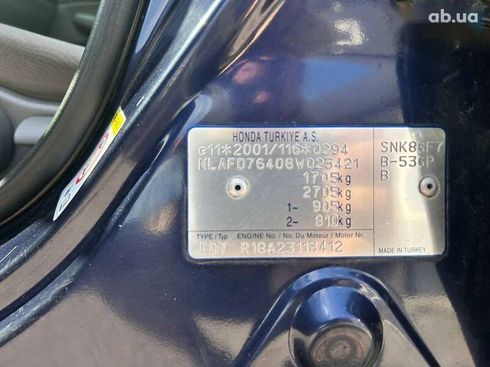 ab.ua
HONDA TURKIYE A.S.
e11*2001/116*0294
NLAFD76408W023421
1705kg
2705kg
1- 905kg
2- 810kg
SNK86F7
B-536P
B
TYPE / Typ ENGINE No. / No. Du Moteur / Motor Nr.
FD7 R18A23113412
MADE IN TURKEY